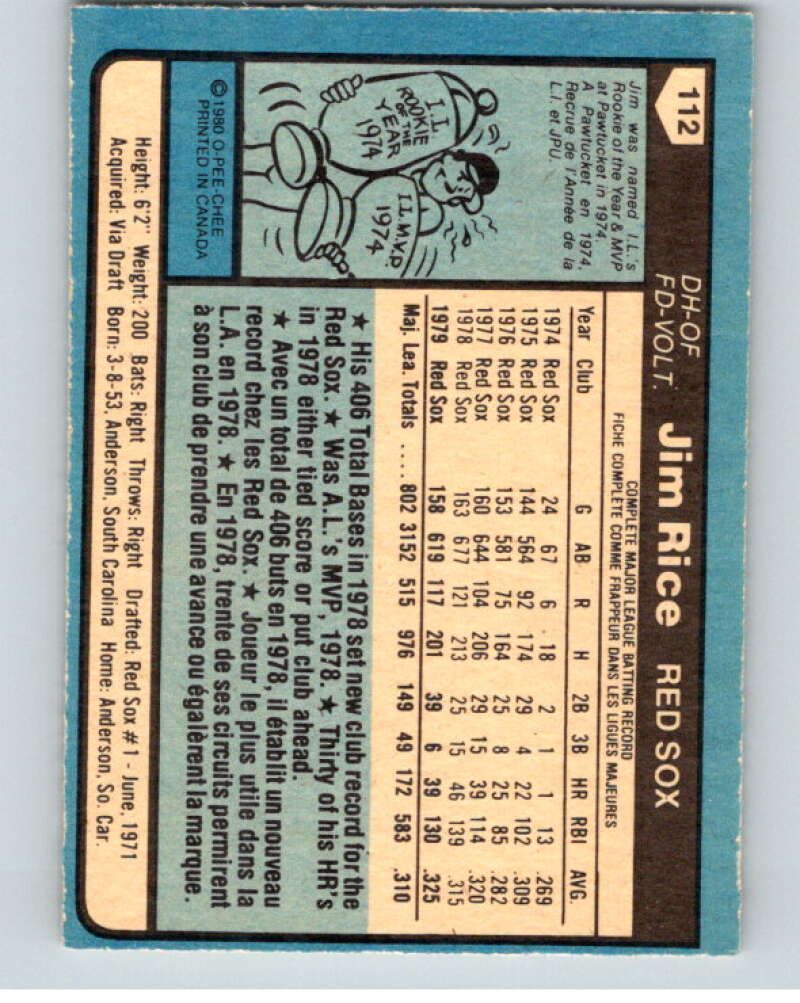 112
DH-OF
FD-VOLT.
Jim Rice RED SOX
Jim was named I.L.'s
Rookie of the Year & MVP
at Pawtucket in 1974.
A Pawtucket en 1974,
Recrue de l'Année de la
L.I. et JPU.
I.L.
ROOKIE
OF THE
YEAR
1974
I.L. M.V.P.
1974
© 1980 O-PEE-CHEE
PRINTED IN CANADA
COMPLETE MAJOR LEAGUE BATTING RECORD
FICHE COMPLÈTE COMME FRAPPEUR DANS LES LIGUES MAJEURES
Year Club G AB R H 2B 3B HR RBI AVG.
1974 Red Sox 24 67 6 18 2 1 1 13 .269
1975 Red Sox 144 564 92 174 29 4 22 102 .309
1976 Red Sox 153 581 75 164 25 8 25 85 .282
1977 Red Sox 160 644 104 206 29 15 39 114 .320
1978 Red Sox 163 677 121 213 25 15 46 139 .315
1979 Red Sox 158 619 117 201 39 6 39 130 .325
Maj. Lea. Totals .... 802 3152 515 976 149 49 172 583 .310
★ His 406 Total Bases in 1978 set new club record for the
Red Sox. ★ Was A.L.'s MVP, 1978. ★ Thirty of his HR's
in 1978 either tied score or put club ahead.
★ Avec un total de 406 buts en 1978, il établit un nouveau
record chez les Red Sox. ★ Joueur le plus utile dans la
L.A. en 1978. ★ En 1978, trente de ses circuits permirent
à son club de prendre une avance ou égalèrent la marque.
Height: 6'2" Weight: 200 Bats: Right Throws: Right Drafted: Red Sox #1 - June, 1971
Acquired: Via Draft Born: 3-8-53, Anderson, South Carolina Home: Anderson, So. Car.